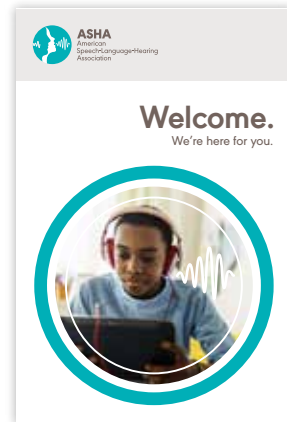 ASHA
American
Speech-Language-Hearing
Association
Welcome.
We're here for you.